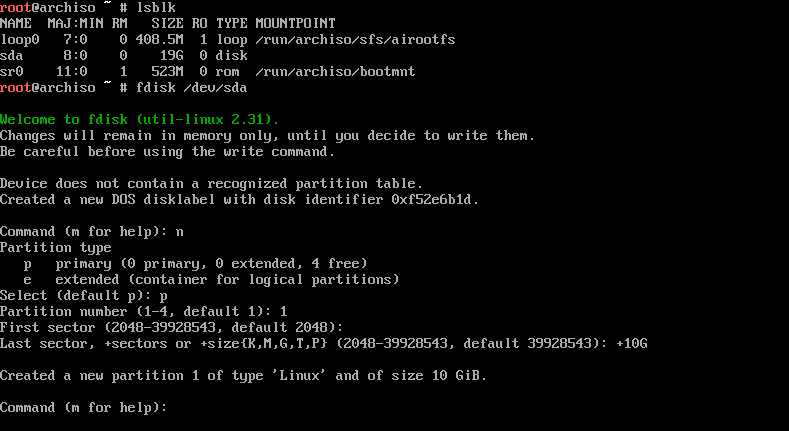 root@archiso ~ # lsblk
NAME  MAJ:MIN RM   SIZE RO TYPE MOUNTPOINT
loop0   7:0    0 408.5M  1 loop /run/archiso/sfs/airootfs
sda     8:0    0    19G  0 disk
sr0    11:0    1   523M  0 rom  /run/archiso/bootmnt
root@archiso ~ # fdisk /dev/sda
Welcome to fdisk (util-linux 2.31).
Changes will remain in memory only, until you decide to write them.
Be careful before using the write command.
Device does not contain a recognized partition table.
Created a new DOS disklabel with disk identifier 0xf52e6b1d.
Command (m for help): n
Partition type
   p   primary (0 primary, 0 extended, 4 free)
   e   extended (container for logical partitions)
Select (default p): p
Partition number (1-4, default 1): 1
First sector (2048-39928543, default 2048):
Last sector, +sectors or +size{K,M,G,T,P} (2048-39928543, default 39928543): +10G
Created a new partition 1 of type 'Linux' and of size 10 GiB.
Command (m for help):